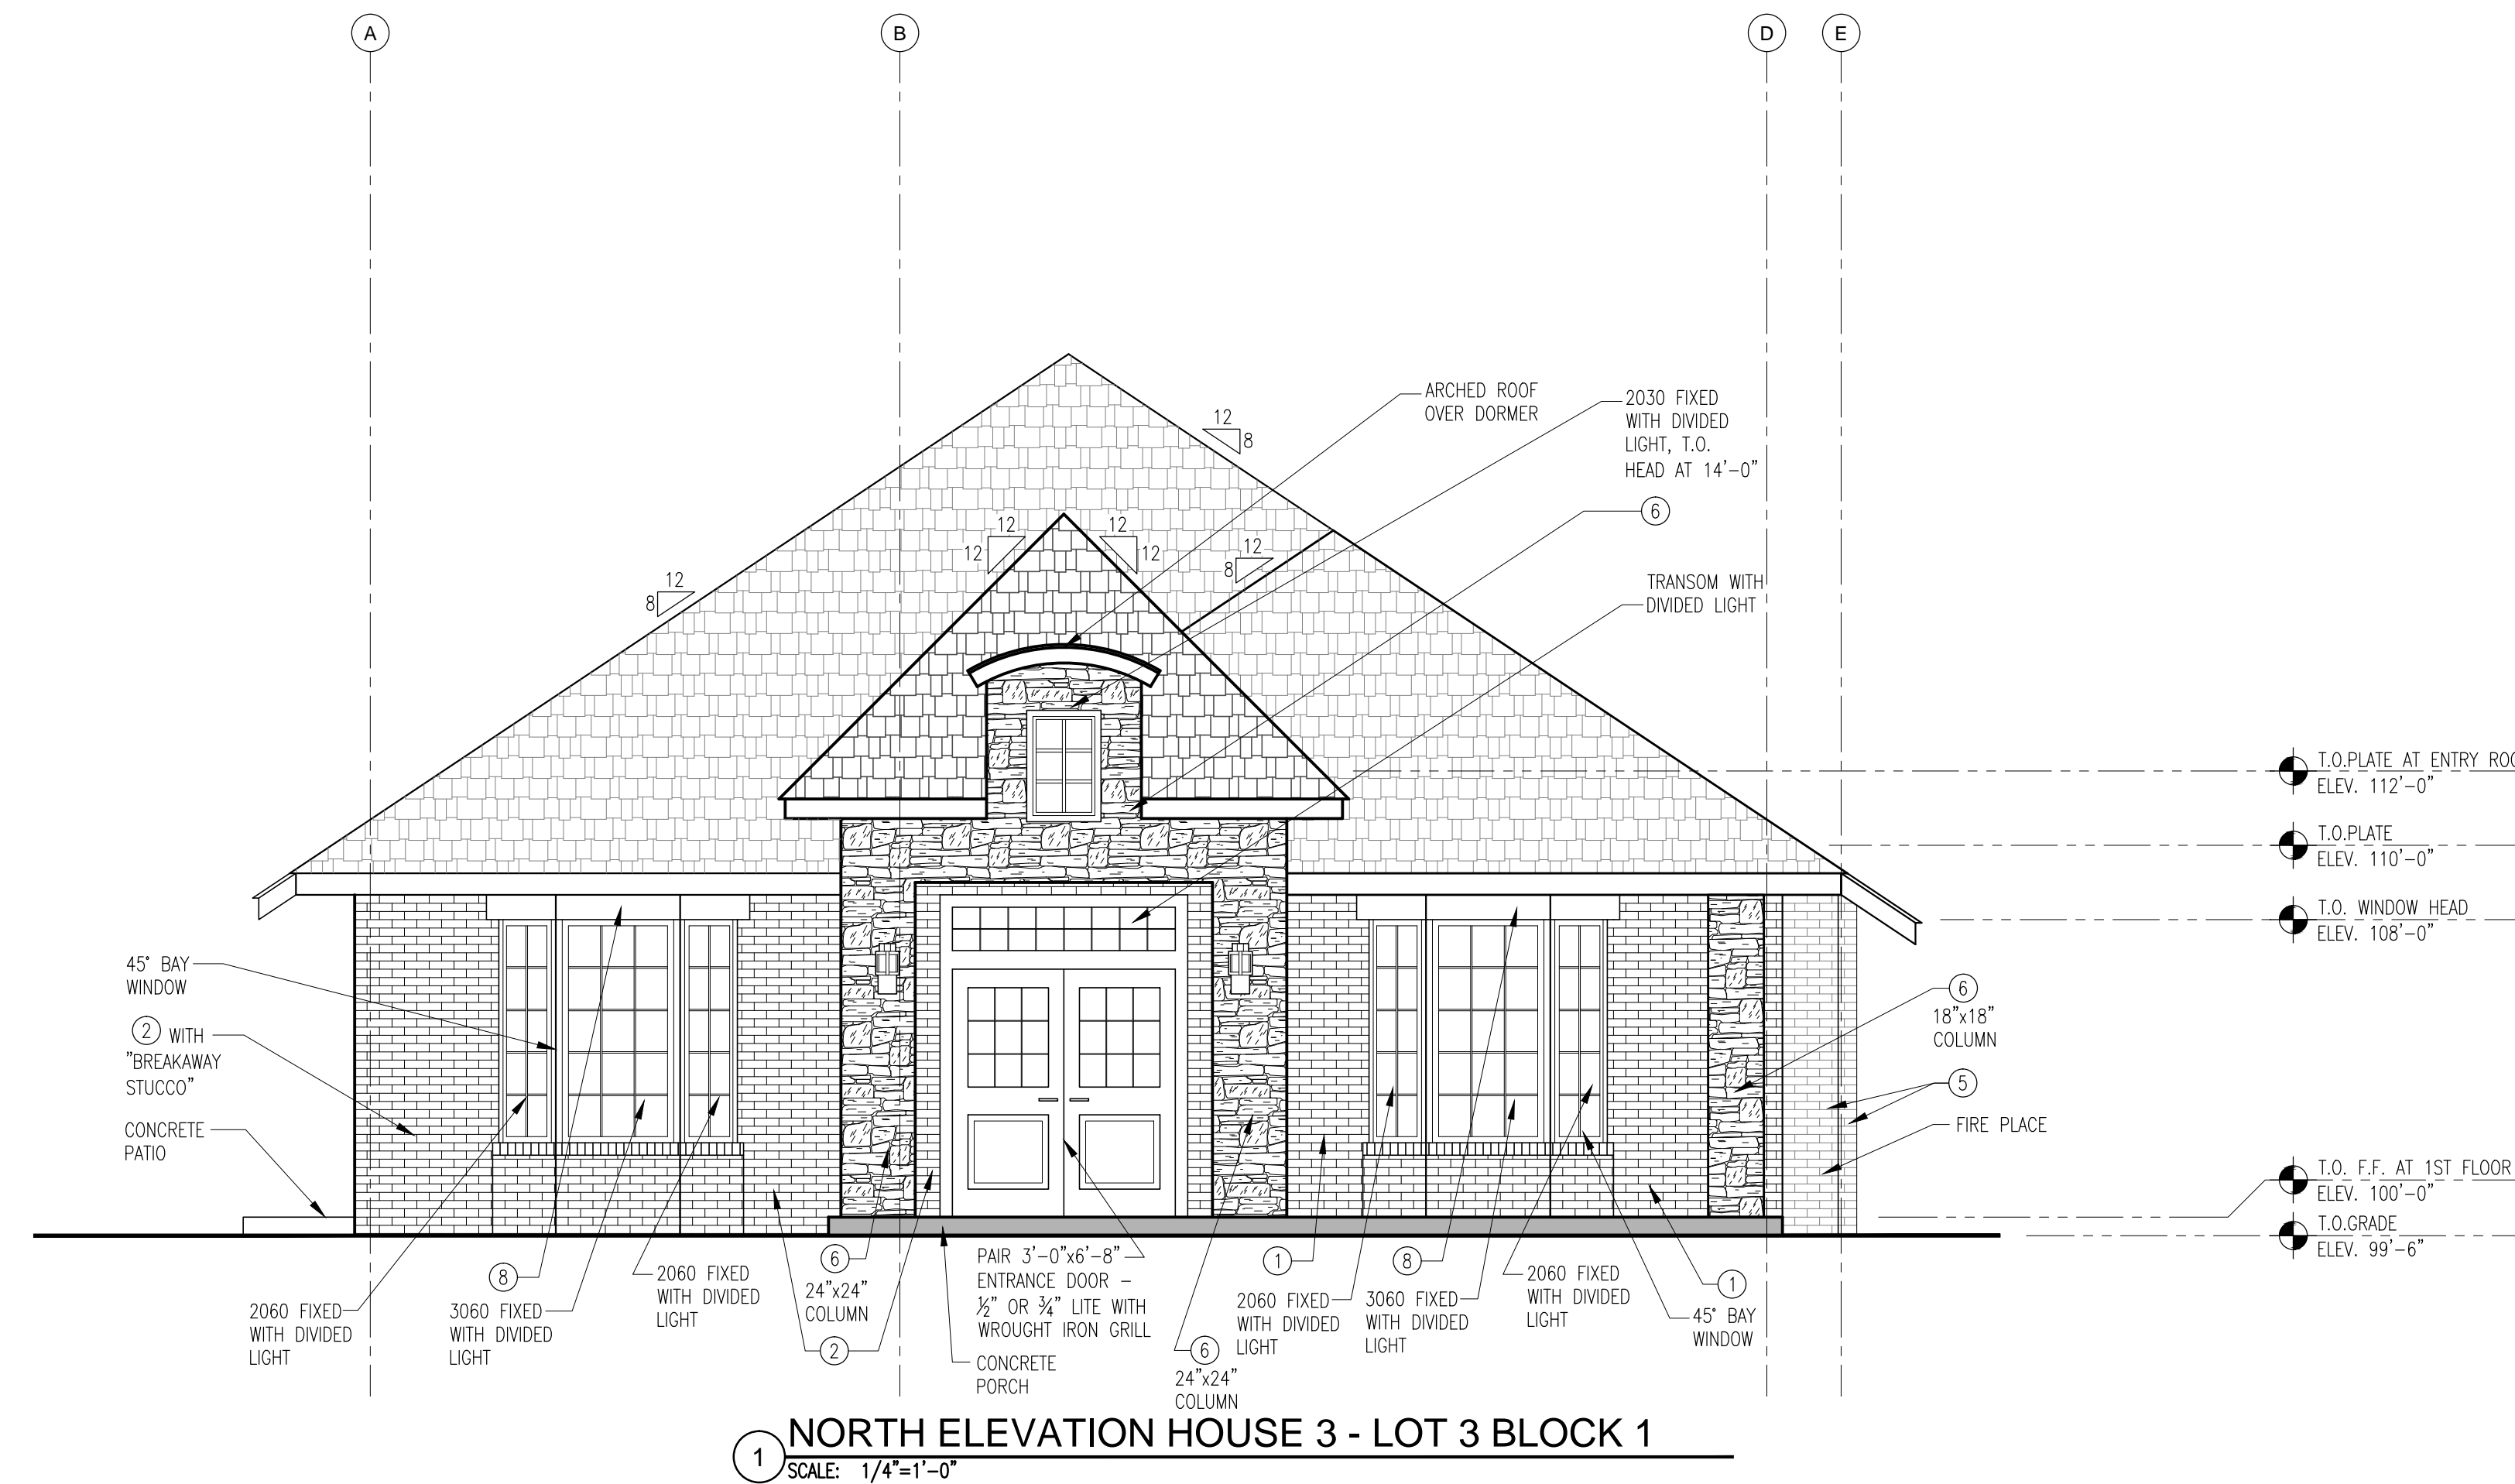 A
B
D
E
ARCHED ROOF
OVER DORMER
2030 FIXED
WITH DIVIDED
LIGHT, T.O.
HEAD AT 14'-0"
12
8
6
12
12
12
12
12
8
12
8
TRANSOM WITH
DIVIDED LIGHT
T.O.PLATE AT ENTRY ROO
ELEV. 112'-0"
T.O.PLATE
ELEV. 110'-0"
T.O. WINDOW HEAD
ELEV. 108'-0"
45° BAY
WINDOW
2 WITH
"BREAKAWAY
STUCCO"
CONCRETE
PATIO
6
18"x18"
COLUMN
5
FIRE PLACE
T.O. F.F. AT 1ST FLOOR
ELEV. 100'-0"
T.O.GRADE
ELEV. 99'-6"
2060 FIXED
WITH DIVIDED
LIGHT
8
3060 FIXED
WITH DIVIDED
LIGHT
2060 FIXED
WITH DIVIDED
LIGHT
6
24"x24"
COLUMN
2
PAIR 3'-0"x6'-8"
ENTRANCE DOOR -
½" OR ¾" LITE WITH
WROUGHT IRON GRILL
CONCRETE
PORCH
6
24"x24"
COLUMN
1
2060 FIXED
WITH DIVIDED
LIGHT
8
3060 FIXED
WITH DIVIDED
LIGHT
2060 FIXED
WITH DIVIDED
LIGHT
1
45° BAY
WINDOW
1
NORTH ELEVATION HOUSE 3 - LOT 3 BLOCK 1
SCALE: 1/4"=1'-0"